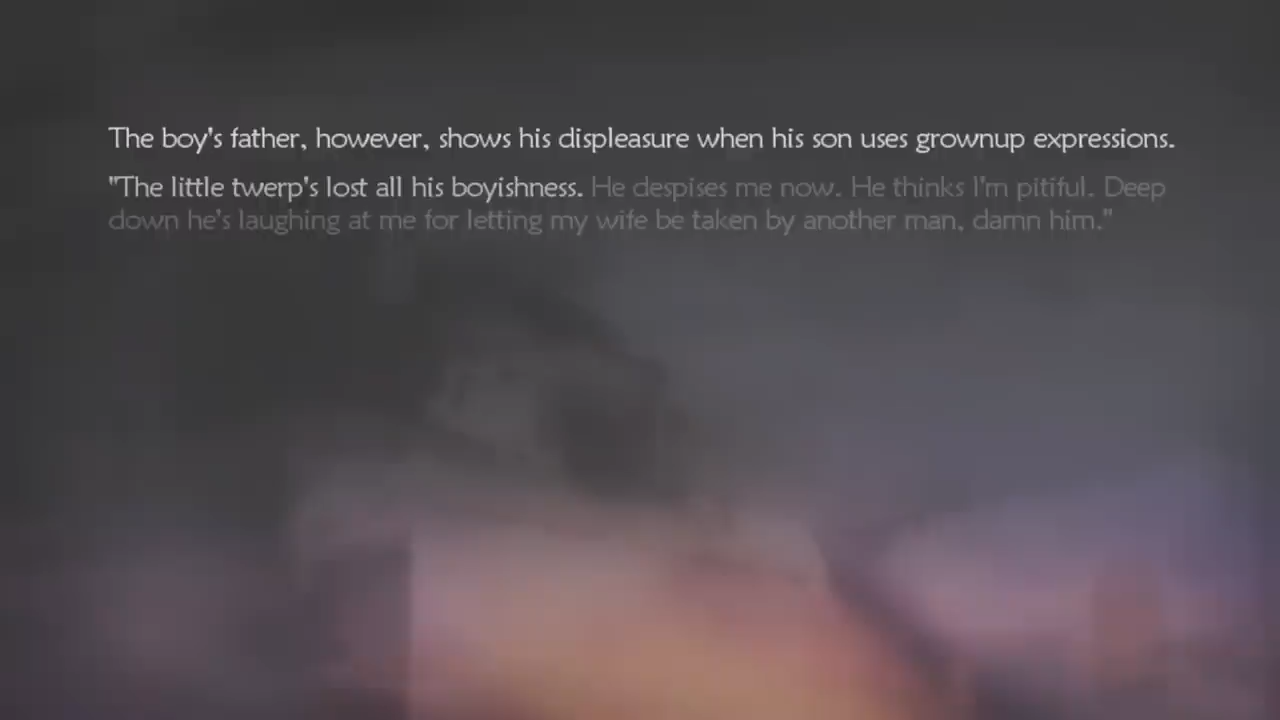 The boy's father, however, shows his displeasure when his son uses grownup expressions.
"The little twerp's lost all his boyishness. He despises me now. He thinks I'm pitiful. Deep
down he's laughing at me for letting my wife be taken by another man, damn him."